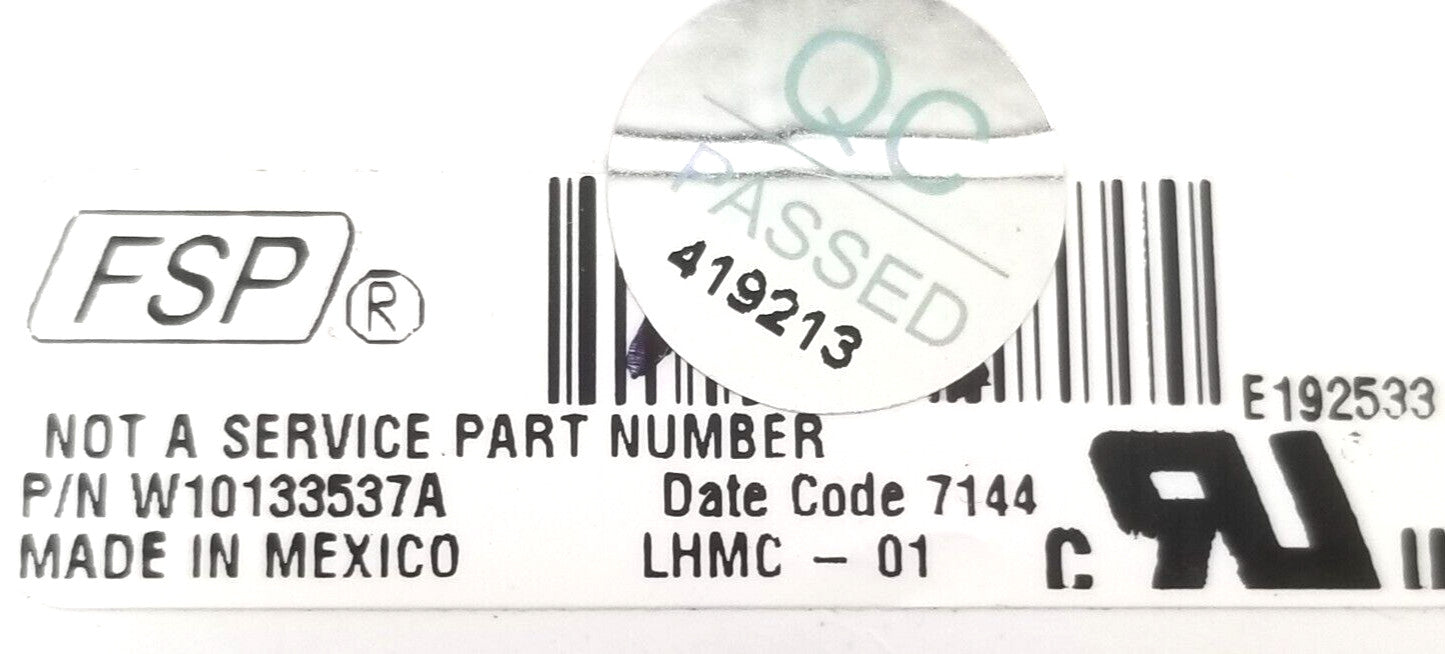 QC
PASSED
419213
FSP ®
E192533
NOT A SERVICE PART NUMBER
P/N W10133537A
Date Code 7144
MADE IN MEXICO
LHMC - 01
C